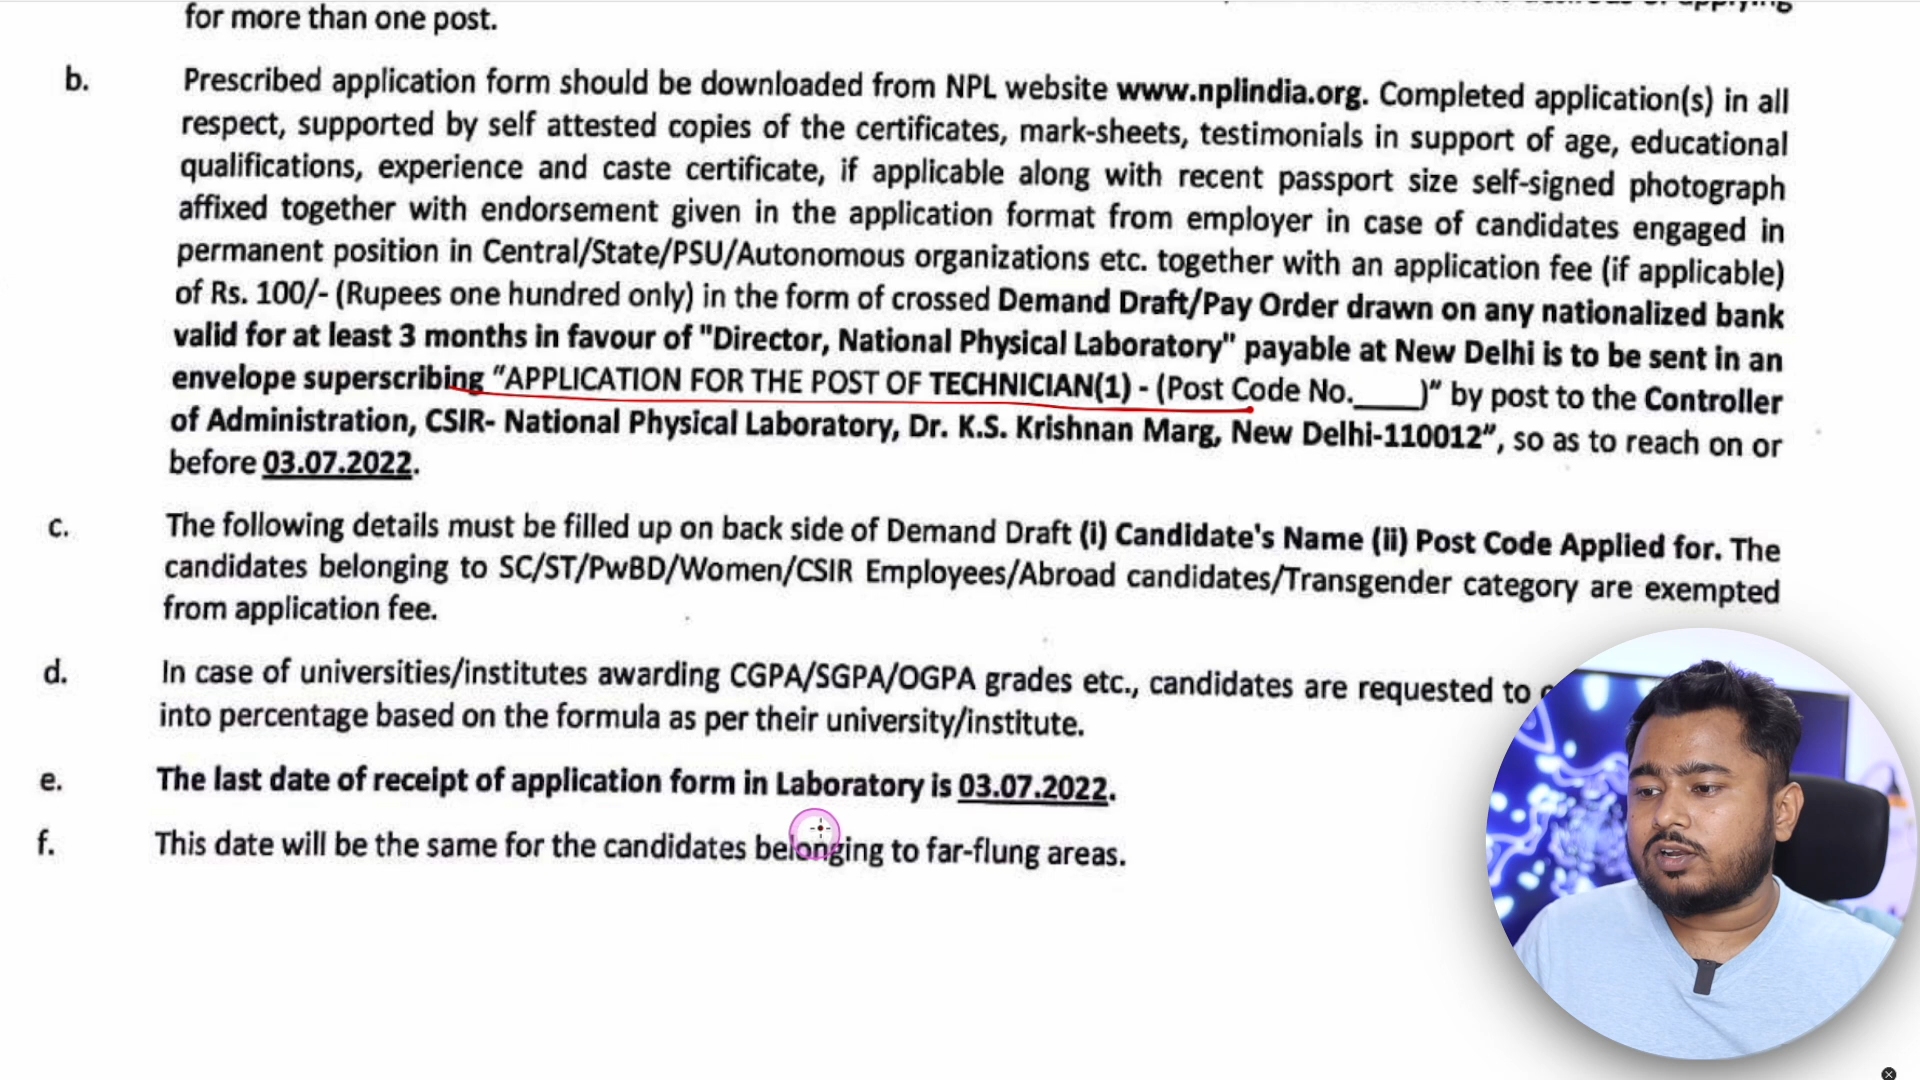 for more than one post.
b. Prescribed application form should be downloaded from NPL website www.nplindia.org. Completed application(s) in all
respect, supported by self attested copies of the certificates, mark-sheets, testimonials in support of age, educational
qualifications, experience and caste certificate, if applicable along with recent passport size self-signed photograph
affixed together with endorsement given in the application format from employer in case of candidates engaged in
permanent position in Central/State/PSU/Autonomous organizations etc. together with an application fee (if applicable)
of Rs. 100/- (Rupees one hundred only) in the form of crossed Demand Draft/Pay Order drawn on any nationalized bank
valid for at least 3 months in favour of "Director, National Physical Laboratory" payable at New Delhi is to be sent in an
envelope superscribing "APPLICATION FOR THE POST OF TECHNICIAN(1) - (Post Code No.____)" by post to the Controller
of Administration, CSIR- National Physical Laboratory, Dr. K.S. Krishnan Marg, New Delhi-110012", so as to reach on or
before 03.07.2022.
c. The following details must be filled up on back side of Demand Draft (i) Candidate's Name (ii) Post Code Applied for. The
candidates belonging to SC/ST/PwBD/Women/CSIR Employees/Abroad candidates/Transgender category are exempted
from application fee.
d. In case of universities/institutes awarding CGPA/SGPA/OGPA grades etc., candidates are requested to
into percentage based on the formula as per their university/institute.
e. The last date of receipt of application form in Laboratory is 03.07.2022.
f. This date will be the same for the candidates belonging to far-flung areas.